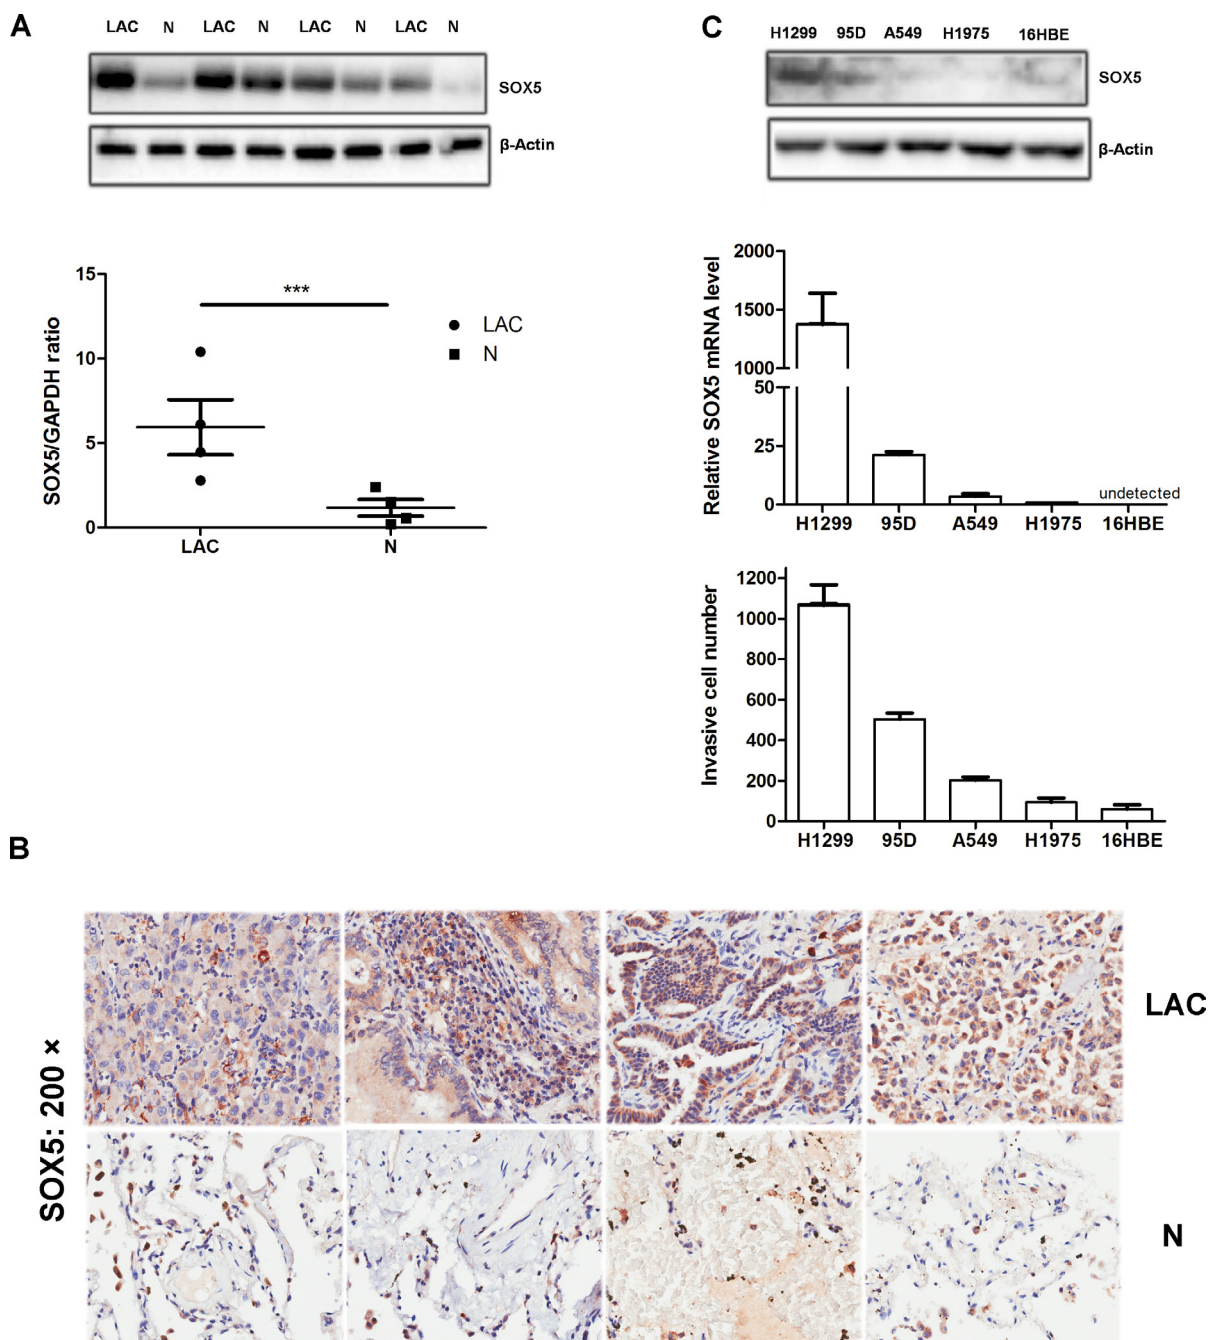 A
LAC N LAC N LAC N LAC N
SOX5
β-Actin
15
10
5
0
SOX5/GAPDH ratio
***
LAC
N
LAC N
C
H1299 95D A549 H1975 16HBE
SOX5
β-Actin
2000
1500
1000
50
25
0
Relative SOX5 mRNA level
undetected
H1299 95D A549 H1975 16HBE
1200
1000
800
600
400
200
0
Invasive cell number
H1299 95D A549 H1975 16HBE
B
SOX5: 200 ×
LAC
N